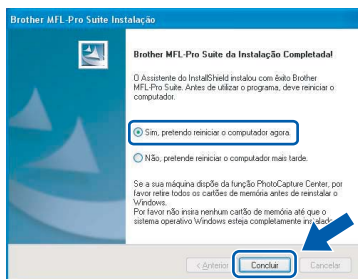 Brother MFL-Pro Suite Instalação
Brother MFL-Pro Suite da Instalação Completada!
O Assistente do InstallShield instalou com êxito Brother
MFL-Pro Suite. Antes de utilizar o programa, deve reiniciar o
computador.
Sim, pretendo reiniciar o computador agora.
Não, pretende reiniciar o computador mais tarde.
Se a sua máquina dispõe da função PhotoCapture Center, por
favor retire todos os cartões de memória antes de reinstalar o
Windows.
Por favor não insira nenhum cartão de memória até que o
sistema operativo Windows esteja completamente
< Anterior Concluir Cancelar